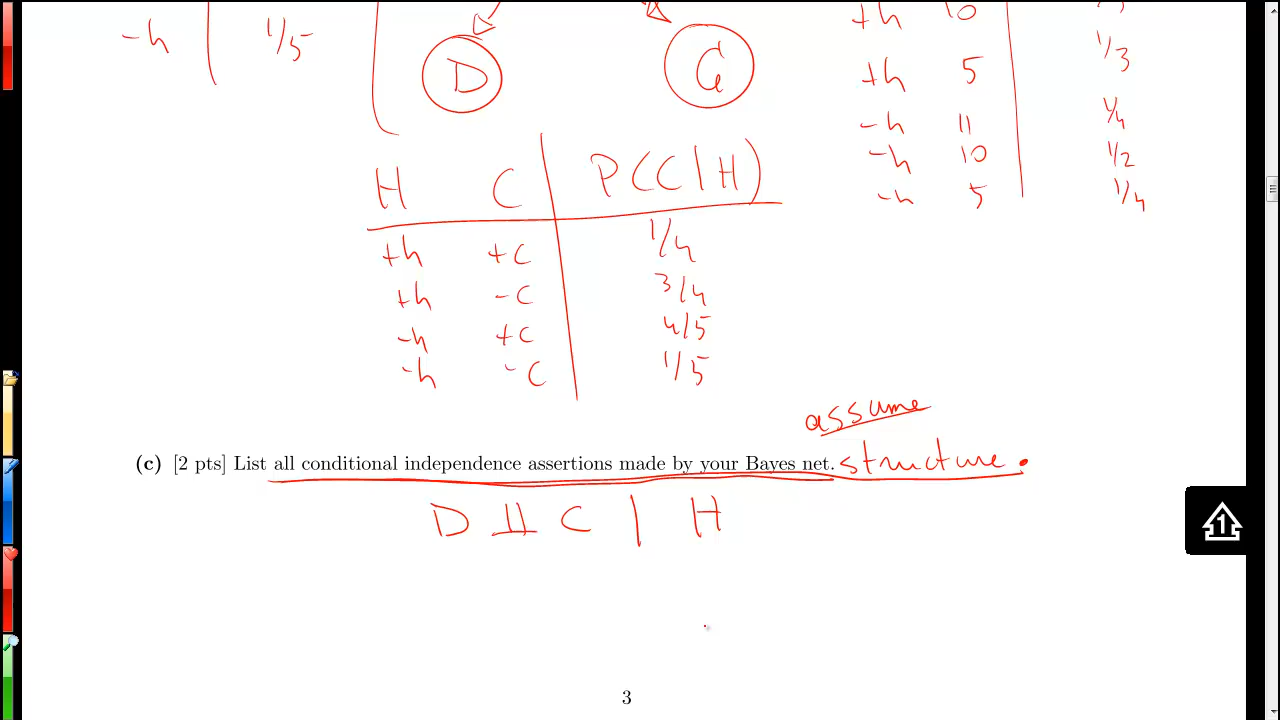 +h 10
-h 1/5
1/3
D G
+h 5
-h 11 1/4
-h 10 1/2
-h 5 1/4
H C P(C|H)
+h +c 1/4
+h -c 3/4
-h +c 4/5
-h -c 1/5
assume
(c) [2 pts] List all conditional independence assertions made by your Bayes net. structure.
D ⫫ C | H
1
3